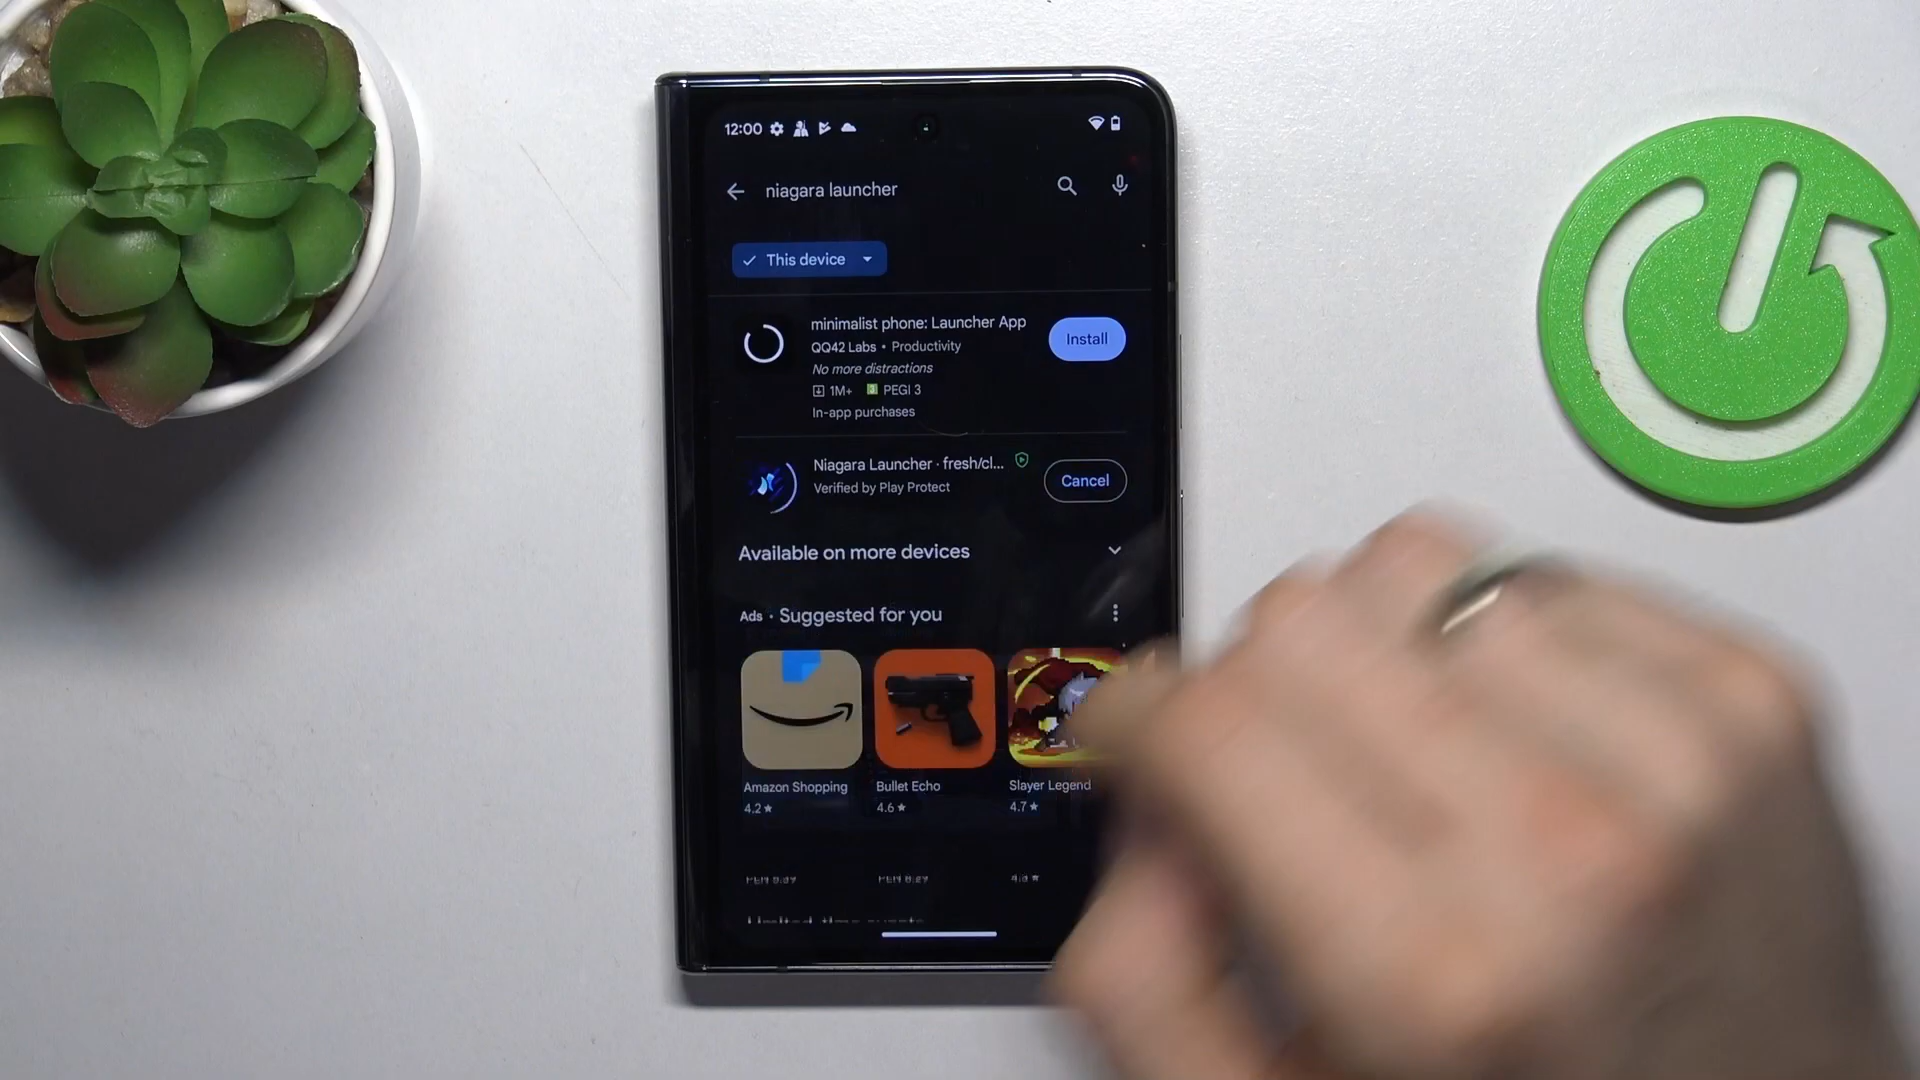 12:00
niagara launcher
This device
minimalist phone: Launcher App
QQ42 Labs • Productivity
No more distractions
1M+ 3 PEGI 3
In-app purchases
Install
Niagara Launcher · fresh/cl...
Verified by Play Protect
Cancel
Available on more devices
Ads • Suggested for you
Amazon Shopping
4.2★
Bullet Echo
4.6★
Slayer Legend
4.7★